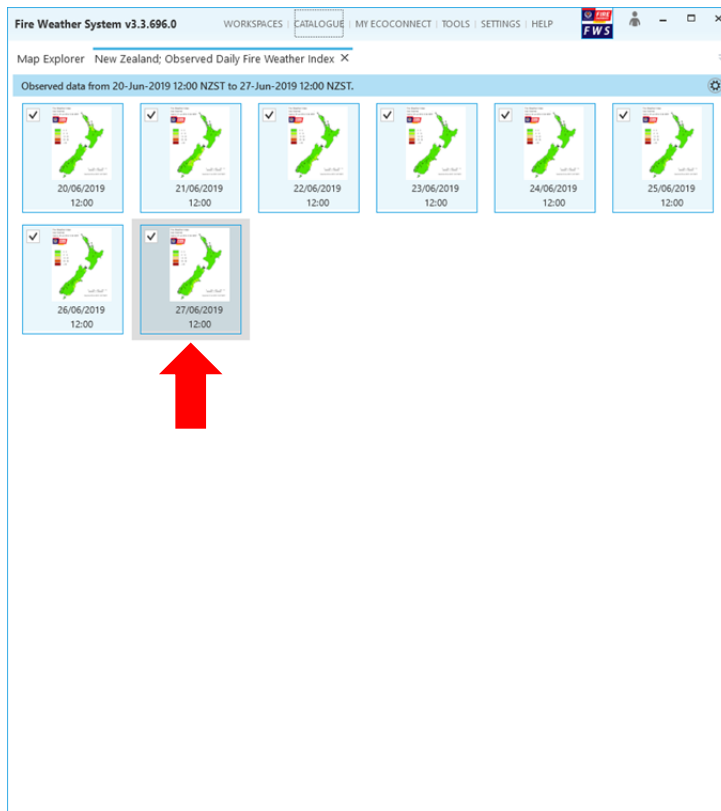 Fire Weather System v3.3.696.0 WORKSPACES | CATALOGUE | MY ECOCONNECT | TOOLS | SETTINGS | HELP FIRE FWS
Map Explorer New Zealand; Observed Daily Fire Weather Index ×
Observed data from 20-Jun-2019 12:00 NZST to 27-Jun-2019 12:00 NZST.
20/06/2019 21/06/2019 22/06/2019 23/06/2019 24/06/2019 25/06/2019
12:00 12:00 12:00 12:00 12:00 12:00
26/06/2019 27/06/2019
12:00 12:00